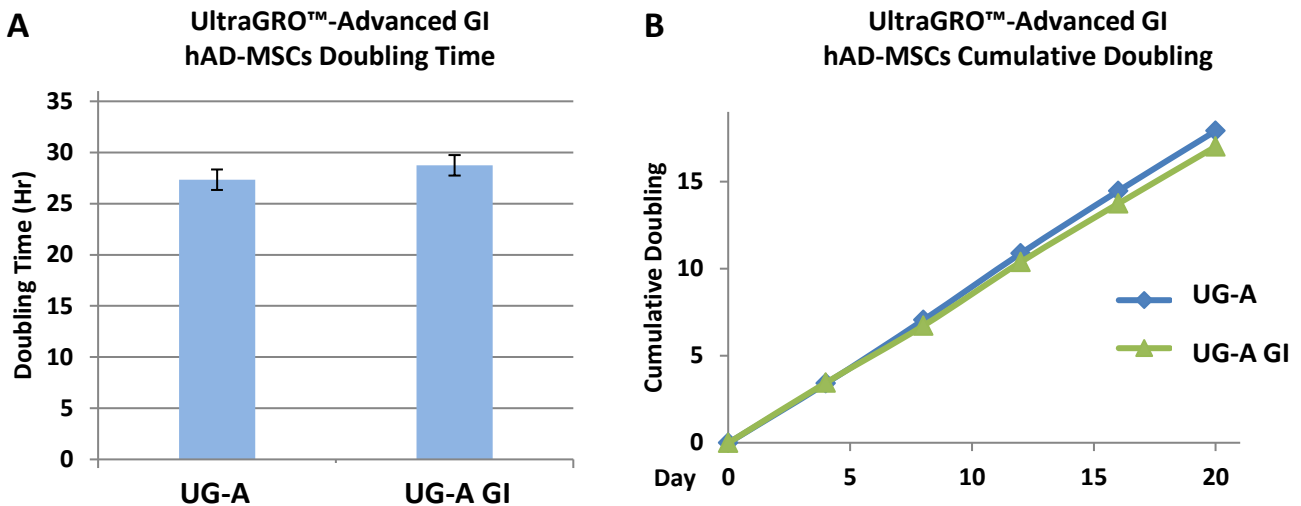 A
UltraGRO™-Advanced GI
hAD-MSCs Doubling Time
Doubling Time (Hr)
35
30
25
20
15
10
5
0
UG-A
UG-A GI
B
UltraGRO™-Advanced GI
hAD-MSCs Cumulative Doubling
Cumulative Doubling
15
10
5
0
UG-A
UG-A GI
Day
0
5
10
15
20